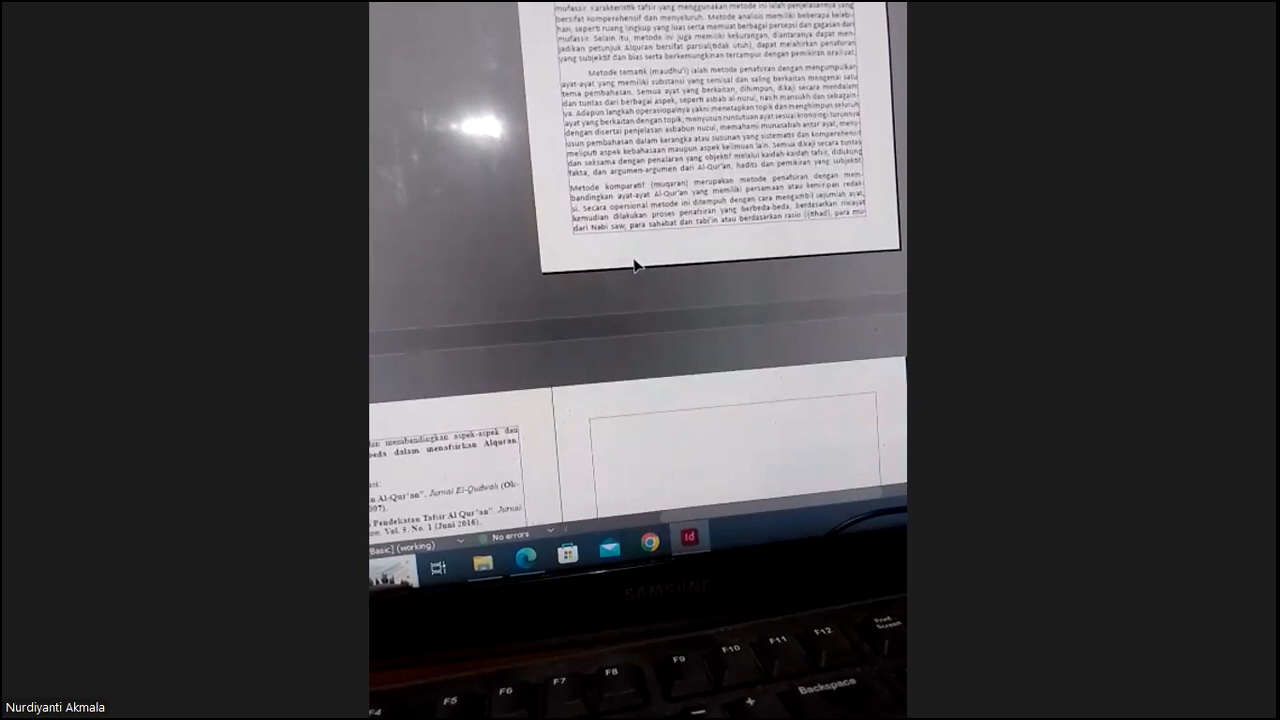 mufassir. Karakteristik tafsir yang menggunakan metode ini ialah penjelasannya yang
bersifat komperehensif dan menyeluruh. Metode analisis memiliki beberapa kelebi-
han, seperti ruang lingkup yang luas serta memuat berbagai persepsi dan gagasan dari
mufassir. Selain itu, metode ini juga memiliki kekurangan, diantaranya dapat men-
jadikan petunjuk Alquran bersifat parsial(tidak utuh), dapat melahirkan penafsiran
yang subjektif dan bias serta berkemungkinan tercampur dengan pemikiran israiliyat.
Metode tematik (maudhu'i) ialah metode penafsiran dengan mengumpulkan
ayat-ayat yang memiliki substansi yang semisal dan saling berkaitan mengenai satu
tema pembahasan. Semua ayat yang berkaitan, dihimpun, dikaji secara mendalam
dan tuntas dari berbagai aspek, seperti asbab al-nuzul, nasih mansukh dan sebagain-
ya. Adapun langkah operasiopalnya yakni menetapkan topik dan menghimpun seluruh
ayat yang berkaitan dengan topik, menyusun runtutuan ayat sesuai kronologi turunnya
dengan disertai penjelasan asbabun nuzul, memahami munasabah antar ayat, meny-
usun pembahasan dalam kerangka atau susunan yang sistematis dan komperehensif
meliputi aspek kebahasaan maupun aspek keilmuan lain. Semua dikaji secara tuntas
dan seksama dengan penalaran yang objektif melalui kaidah-kaidah tafsir, didukung
fakta, dan argumen-argumen dari Al-Qur'an, hadits dan pemikiran yang subjektif
Metode komparatif (muqaran) merupakan metode penafsiran dengan mem-
bandingkan ayat-ayat Al-Qur'an yang memiliki persamaan atau kemiripan redak-
si. Secara opersional metode ini ditempuh dengan cara mengambil sejumlah ayat,
kemudian dilakukan proses penafsiran yang berbeda-beda, berdasarkan riwayat
dari Nabi saw, para sahabat dan tabi'in atau berdasarkan rasio (ijtihad), para mu-
dan membandingkan aspek-aspek dan
beda dalam menafsirkan Alquran
si:
n Al-Qur'an". Jurnal El-Qudwah (Ok-
007).
Pendekatan Tafsir Al Qur'an". Jurnal
Vol. 5. No. 1 (Juni 2016).
Basic] (working)
No errors
Id
SAMSUNG
F4
F5
F6
F7
F8
F9
F10
F11
F12
Print
Screen
Backspace
Nurdiyanti Akmala